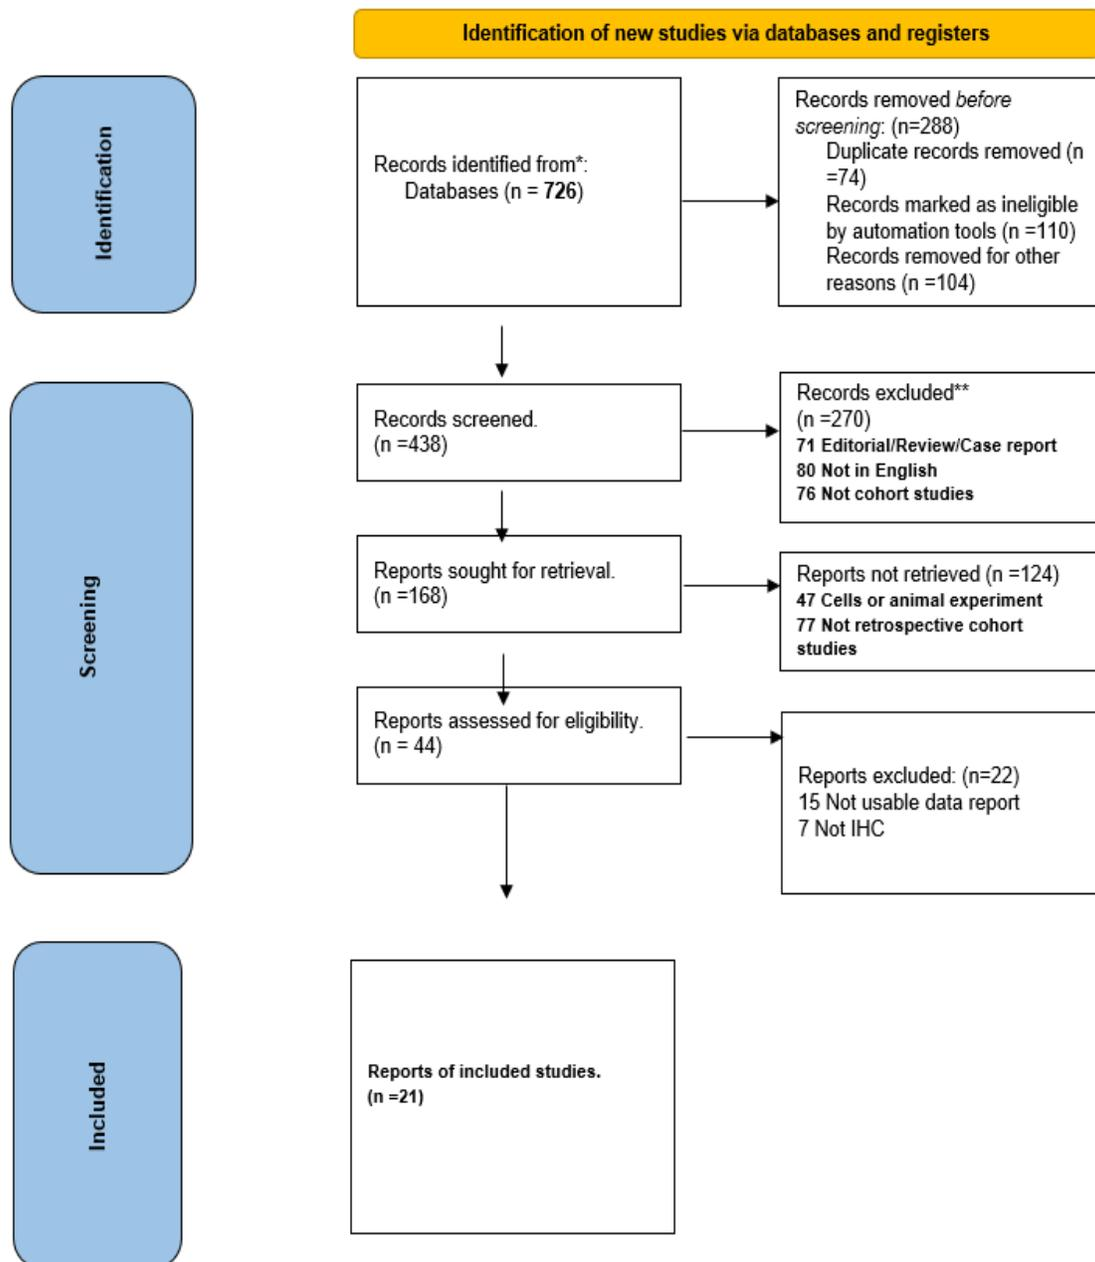 Identification of new studies via databases and registers
Identification
Records identified from*:
Databases (n = 726)
Records removed before
screening: (n=288)
Duplicate records removed (n
=74)
Records marked as ineligible
by automation tools (n =110)
Records removed for other
reasons (n =104)
Screening
Records screened.
(n =438)
Records excluded**
(n =270)
71 Editorial/Review/Case report
80 Not in English
76 Not cohort studies
Reports sought for retrieval.
(n =168)
Reports not retrieved (n =124)
47 Cells or animal experiment
77 Not retrospective cohort
studies
Reports assessed for eligibility.
(n = 44)
Reports excluded: (n=22)
15 Not usable data report
7 Not IHC
Included
Reports of included studies.
(n =21)